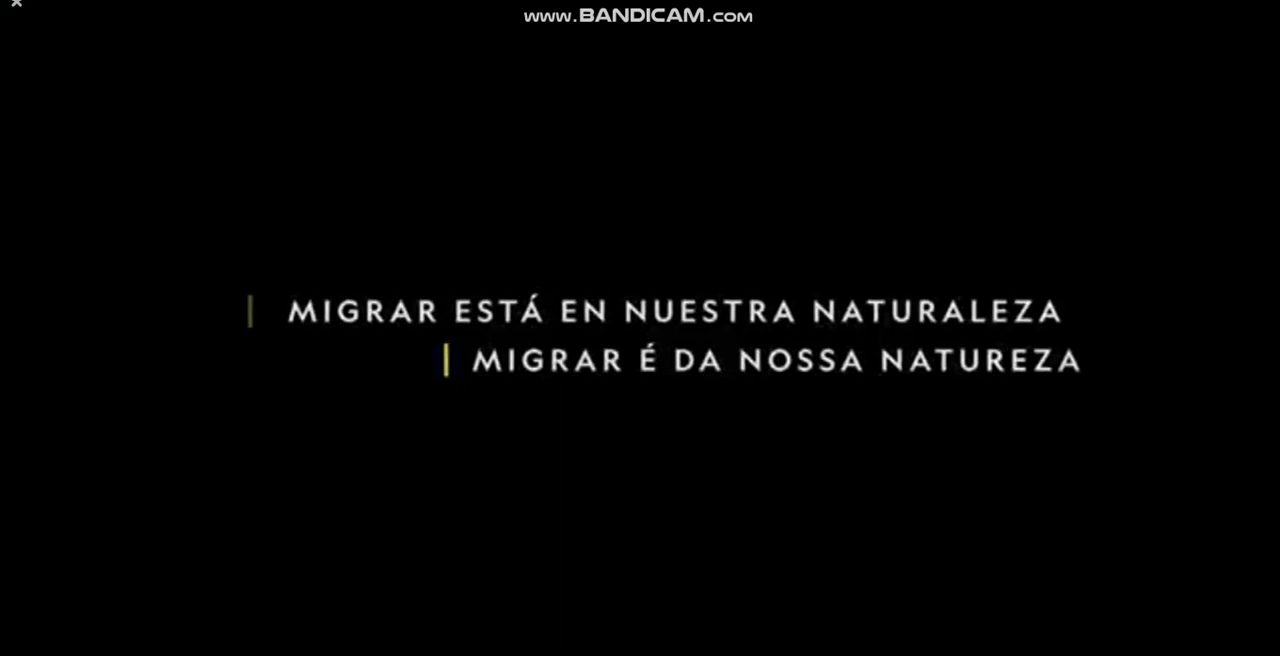 www.BANDICAM.com
MIGRAR ESTÁ EN NUESTRA NATURALEZA
MIGRAR É DA NOSSA NATUREZA